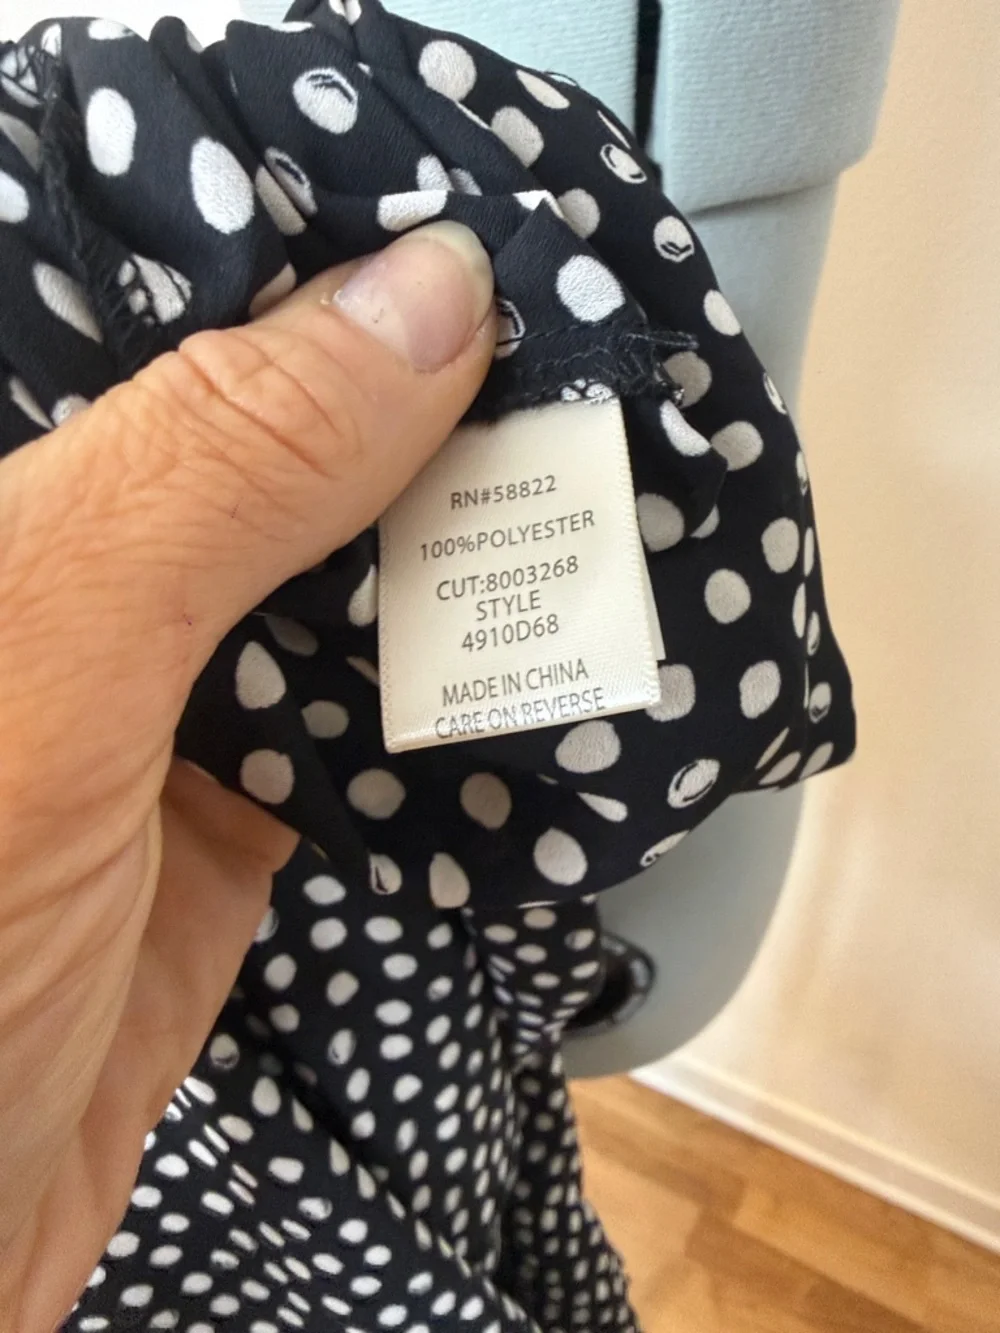 RN#58822
100%POLYESTER
CUT:8003268
STYLE
4910D68
MADE IN CHINA
CARE ON REVERSE